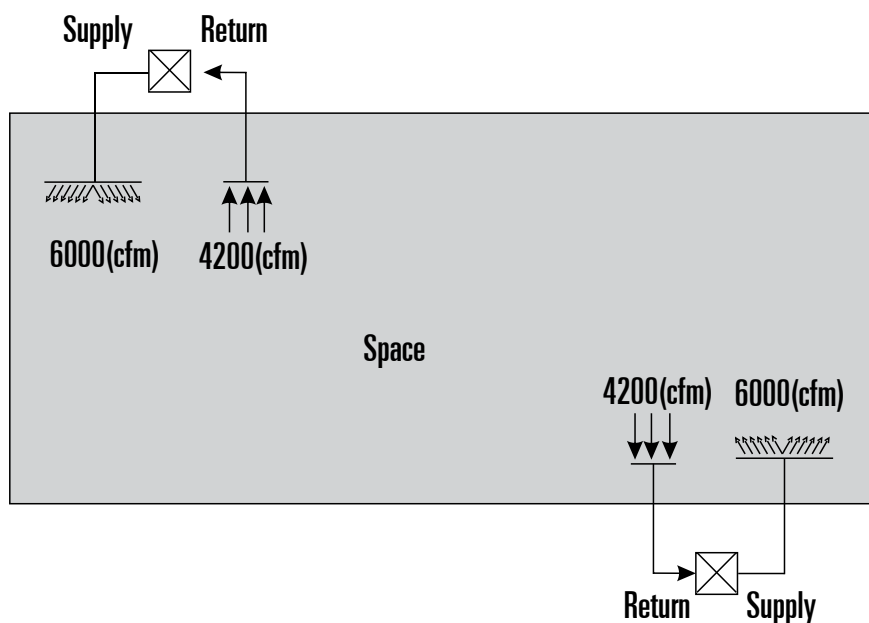 Supply Return
6000(cfm) 4200(cfm)
Space
4200(cfm) 6000(cfm)
Return Supply